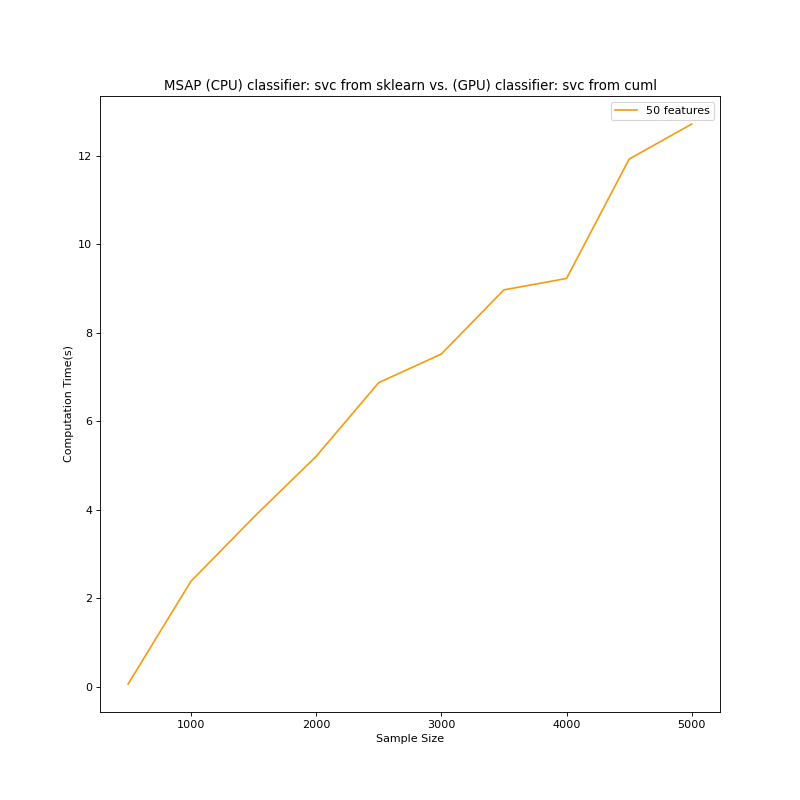 MSAP (CPU) classifier: svc from sklearn vs. (GPU) classifier: svc from cuml
50 features
12
10
8
6
4
2
0
Computation Time(s)
1000 2000 3000 4000 5000
Sample Size